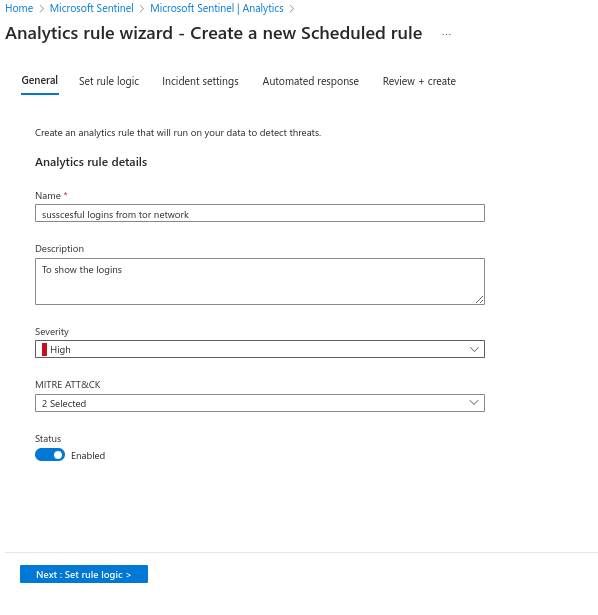 Home > Microsoft Sentinel > Microsoft Sentinel | Analytics >
Analytics rule wizard - Create a new Scheduled rule ...
General Set rule logic Incident settings Automated response Review + create
Create an analytics rule that will run on your data to detect threats.
Analytics rule details
Name *
susscesful logins from tor network
Description
To show the logins
Severity
High
MITRE ATT&CK
2 Selected
Status
Enabled
Next : Set rule logic >